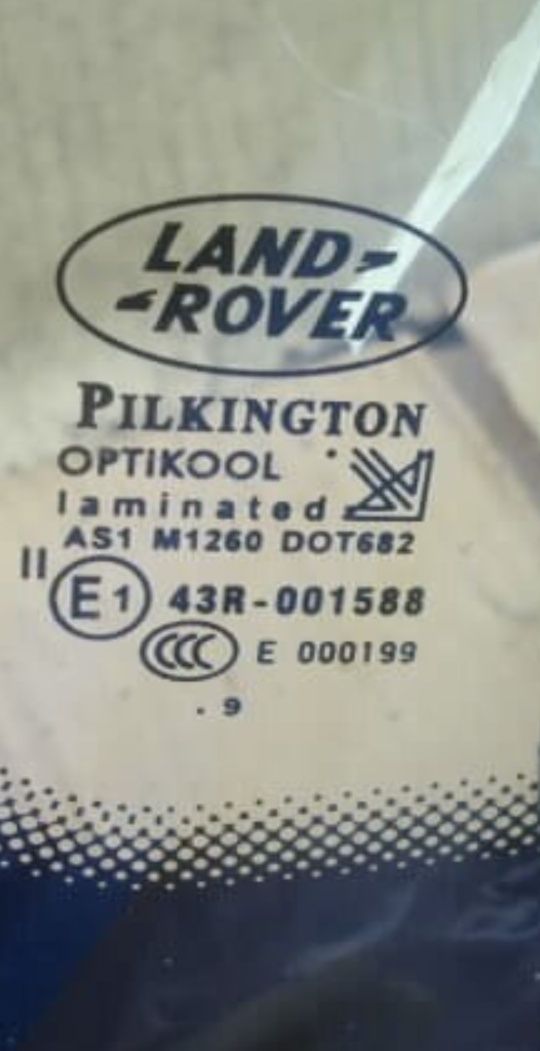 LAND-
-ROVER
PILKINGTON
OPTIKOOL
laminated
AS1 M1260 DOT682
II
E1 43R-001588
CCC E 000199
. 9